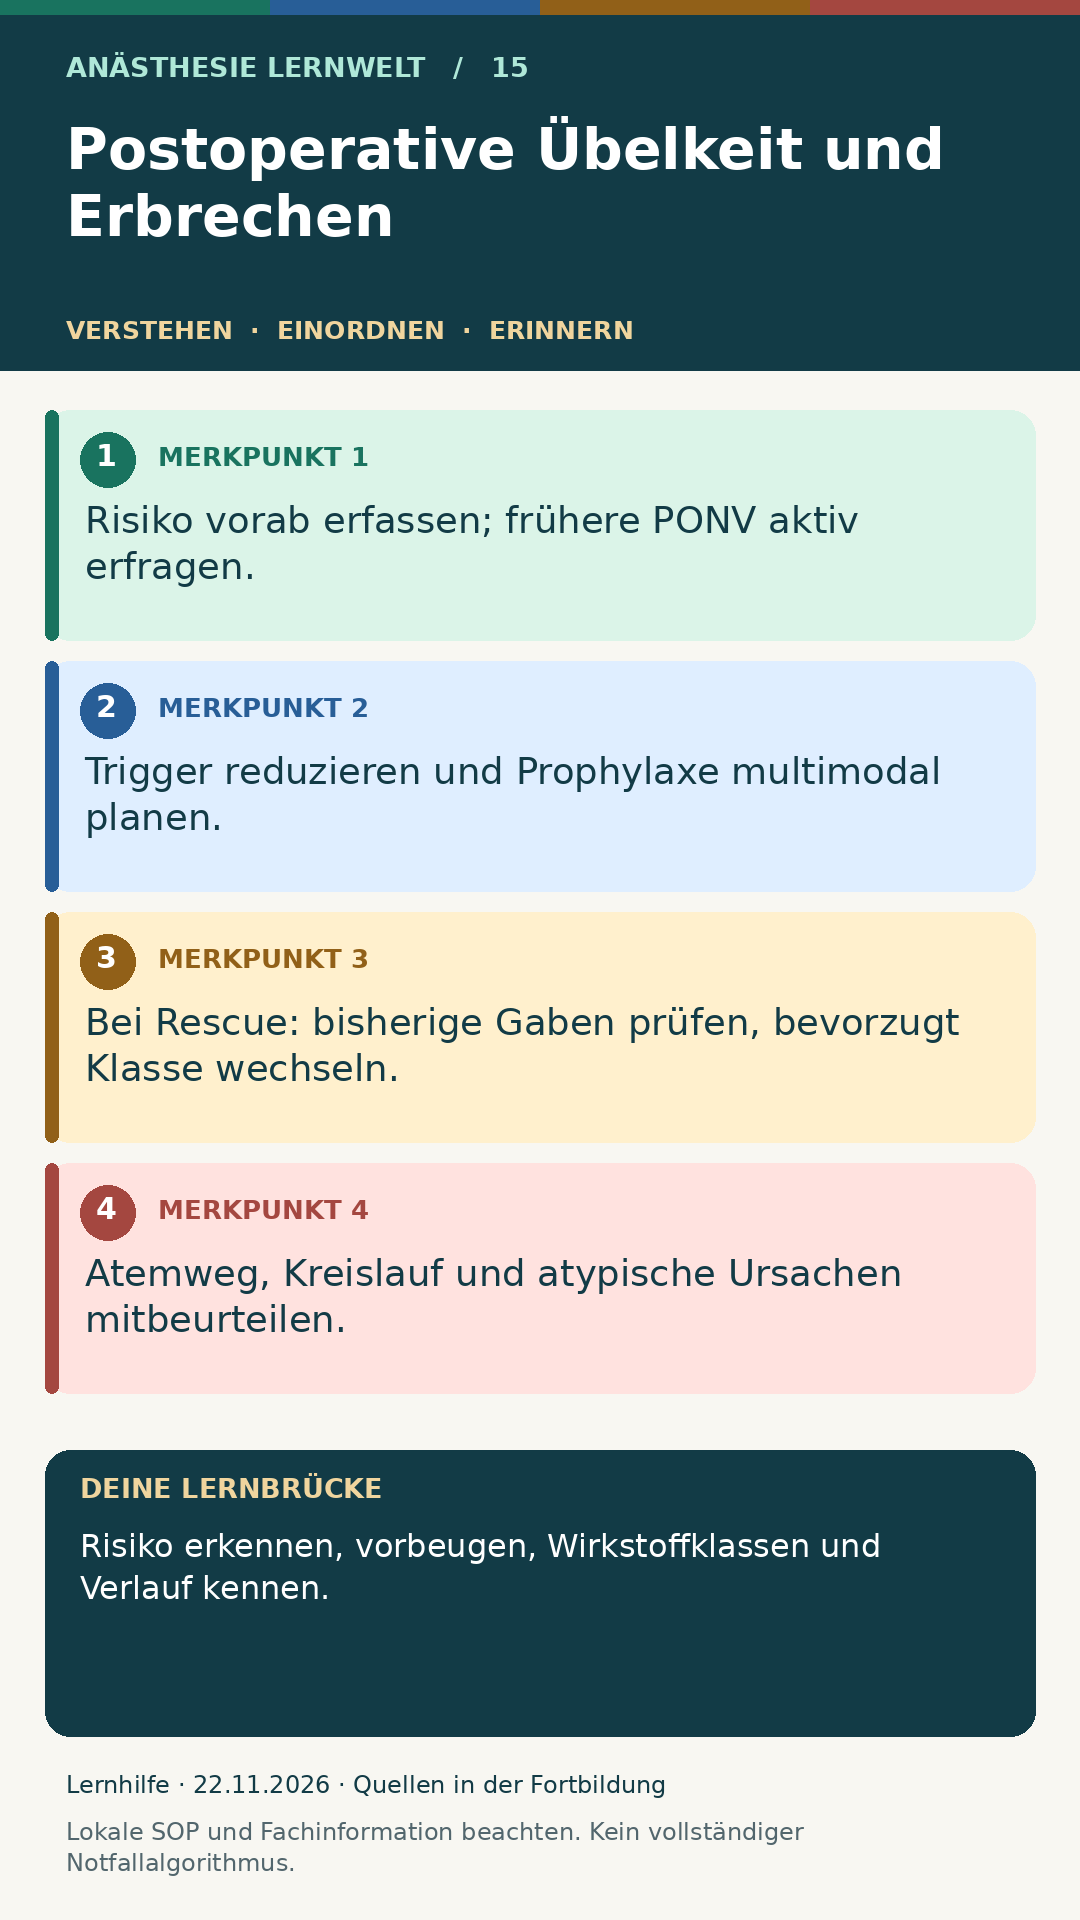 ANÄSTHESIE LERNWELT / 15
Postoperative Übelkeit und
Erbrechen
VERSTEHEN · EINORDNEN · ERINNERN
1 MERKPUNKT 1
Risiko vorab erfassen; frühere PONV aktiv
erfragen.
2 MERKPUNKT 2
Trigger reduzieren und Prophylaxe multimodal
planen.
3 MERKPUNKT 3
Bei Rescue: bisherige Gaben prüfen, bevorzugt
Klasse wechseln.
4 MERKPUNKT 4
Atemweg, Kreislauf und atypische Ursachen
mitbeurteilen.
DEINE LERNBRÜCKE
Risiko erkennen, vorbeugen, Wirkstoffklassen und
Verlauf kennen.
Lernhilfe · 22.11.2026 · Quellen in der Fortbildung
Lokale SOP und Fachinformation beachten. Kein vollständiger
Notfallalgorithmus.